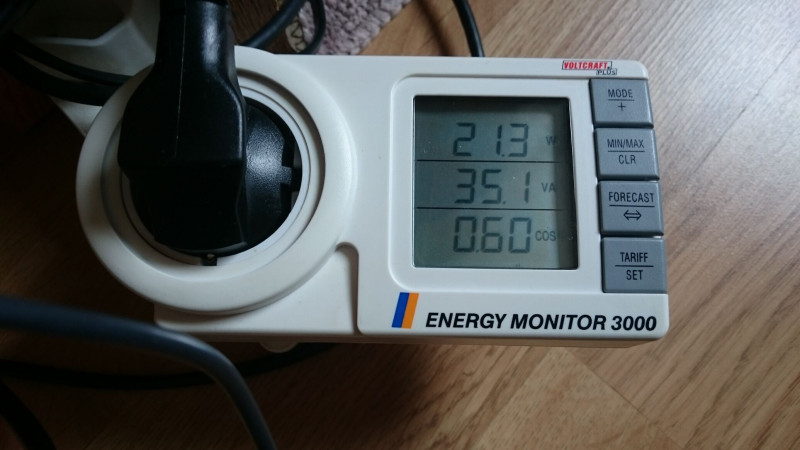 VOLTCRAFT
PLUS
21.3 W
35.1 VA
0.60 COS
MODE
+
MIN/MAX
CLR
FORECAST
⇔
TARIFF
SET
ENERGY MONITOR 3000